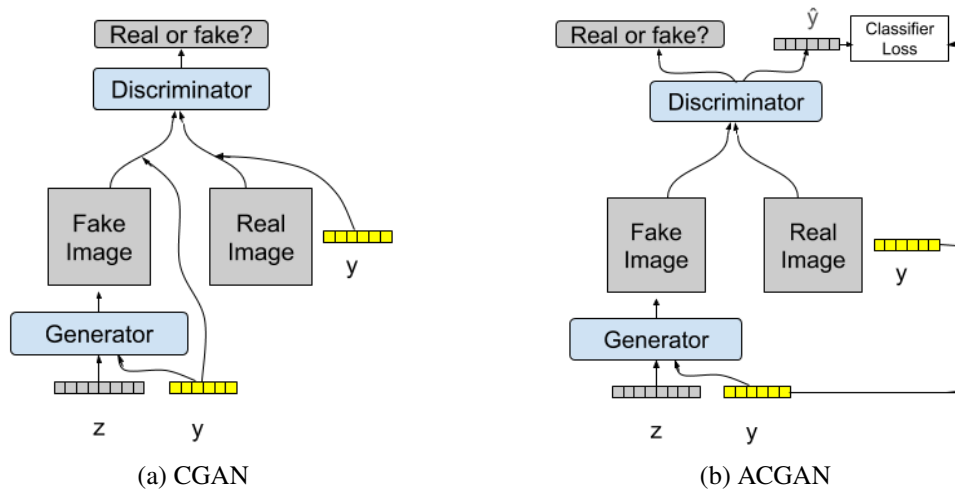 Real or fake?
Discriminator
Fake
Image
Real
Image
y
Generator
z
y
(a) CGAN
Real or fake?
ŷ
Classifier
Loss
Discriminator
Fake
Image
Real
Image
y
Generator
z
y
(b) ACGAN